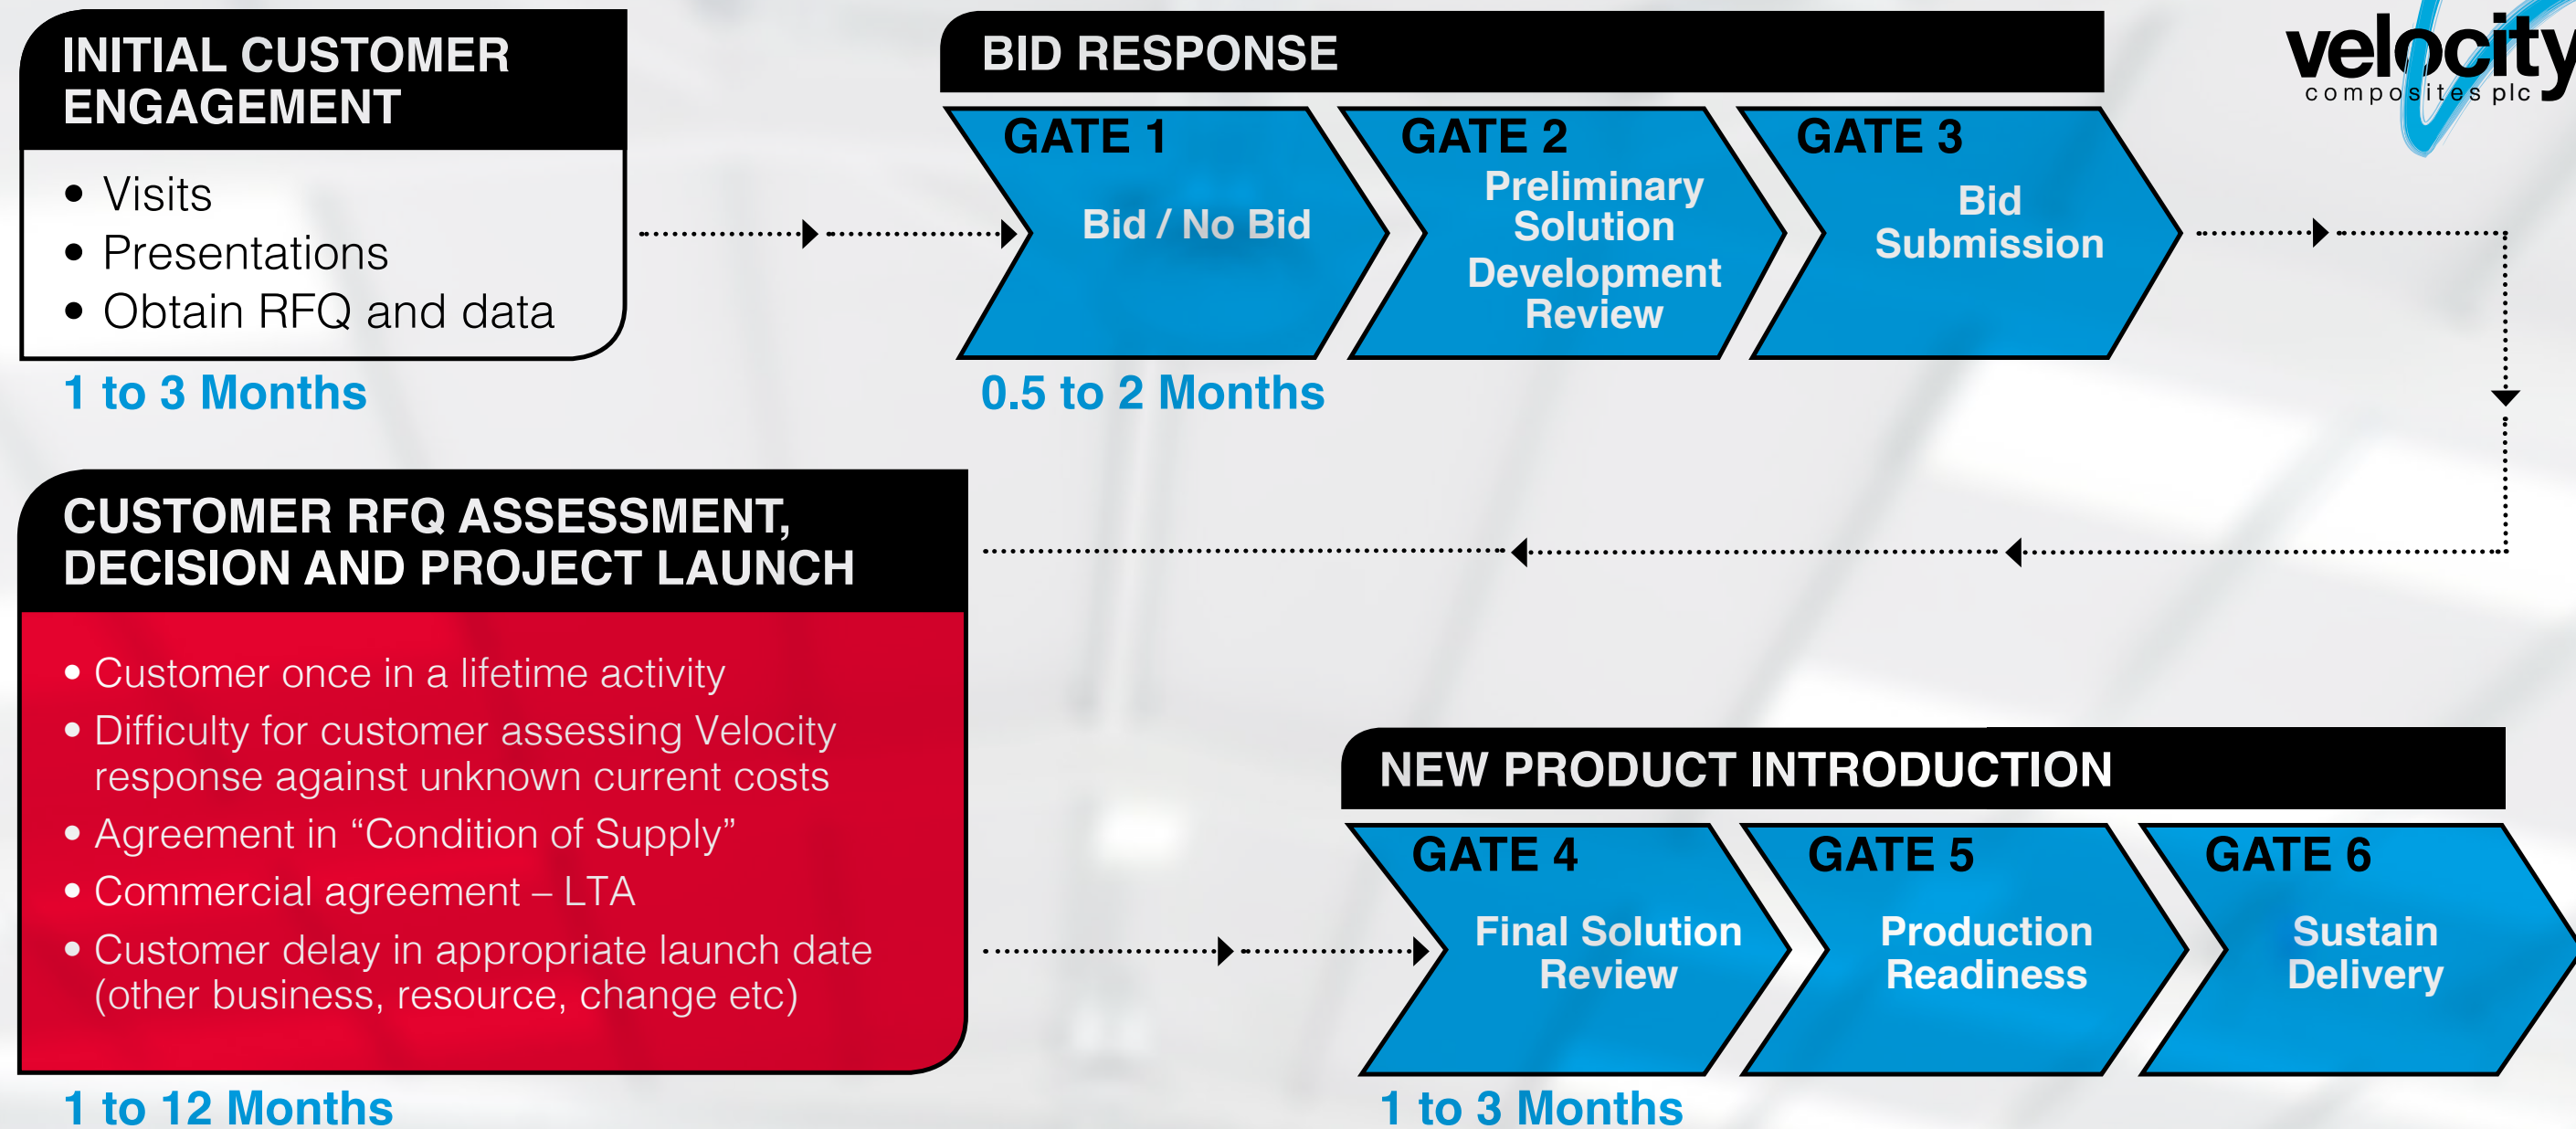 INITIAL CUSTOMER
ENGAGEMENT
• Visits
• Presentations
• Obtain RFQ and data
1 to 3 Months
BID RESPONSE
GATE 1
Bid / No Bid
GATE 2
Preliminary
Solution
Development
Review
GATE 3
Bid
Submission
0.5 to 2 Months
velocity
composites plc
CUSTOMER RFQ ASSESSMENT,
DECISION AND PROJECT LAUNCH
• Customer once in a lifetime activity
• Difficulty for customer assessing Velocity
response against unknown current costs
• Agreement in “Condition of Supply”
• Commercial agreement – LTA
• Customer delay in appropriate launch date
(other business, resource, change etc)
1 to 12 Months
NEW PRODUCT INTRODUCTION
GATE 4
Final Solution
Review
GATE 5
Production
Readiness
GATE 6
Sustain
Delivery
1 to 3 Months